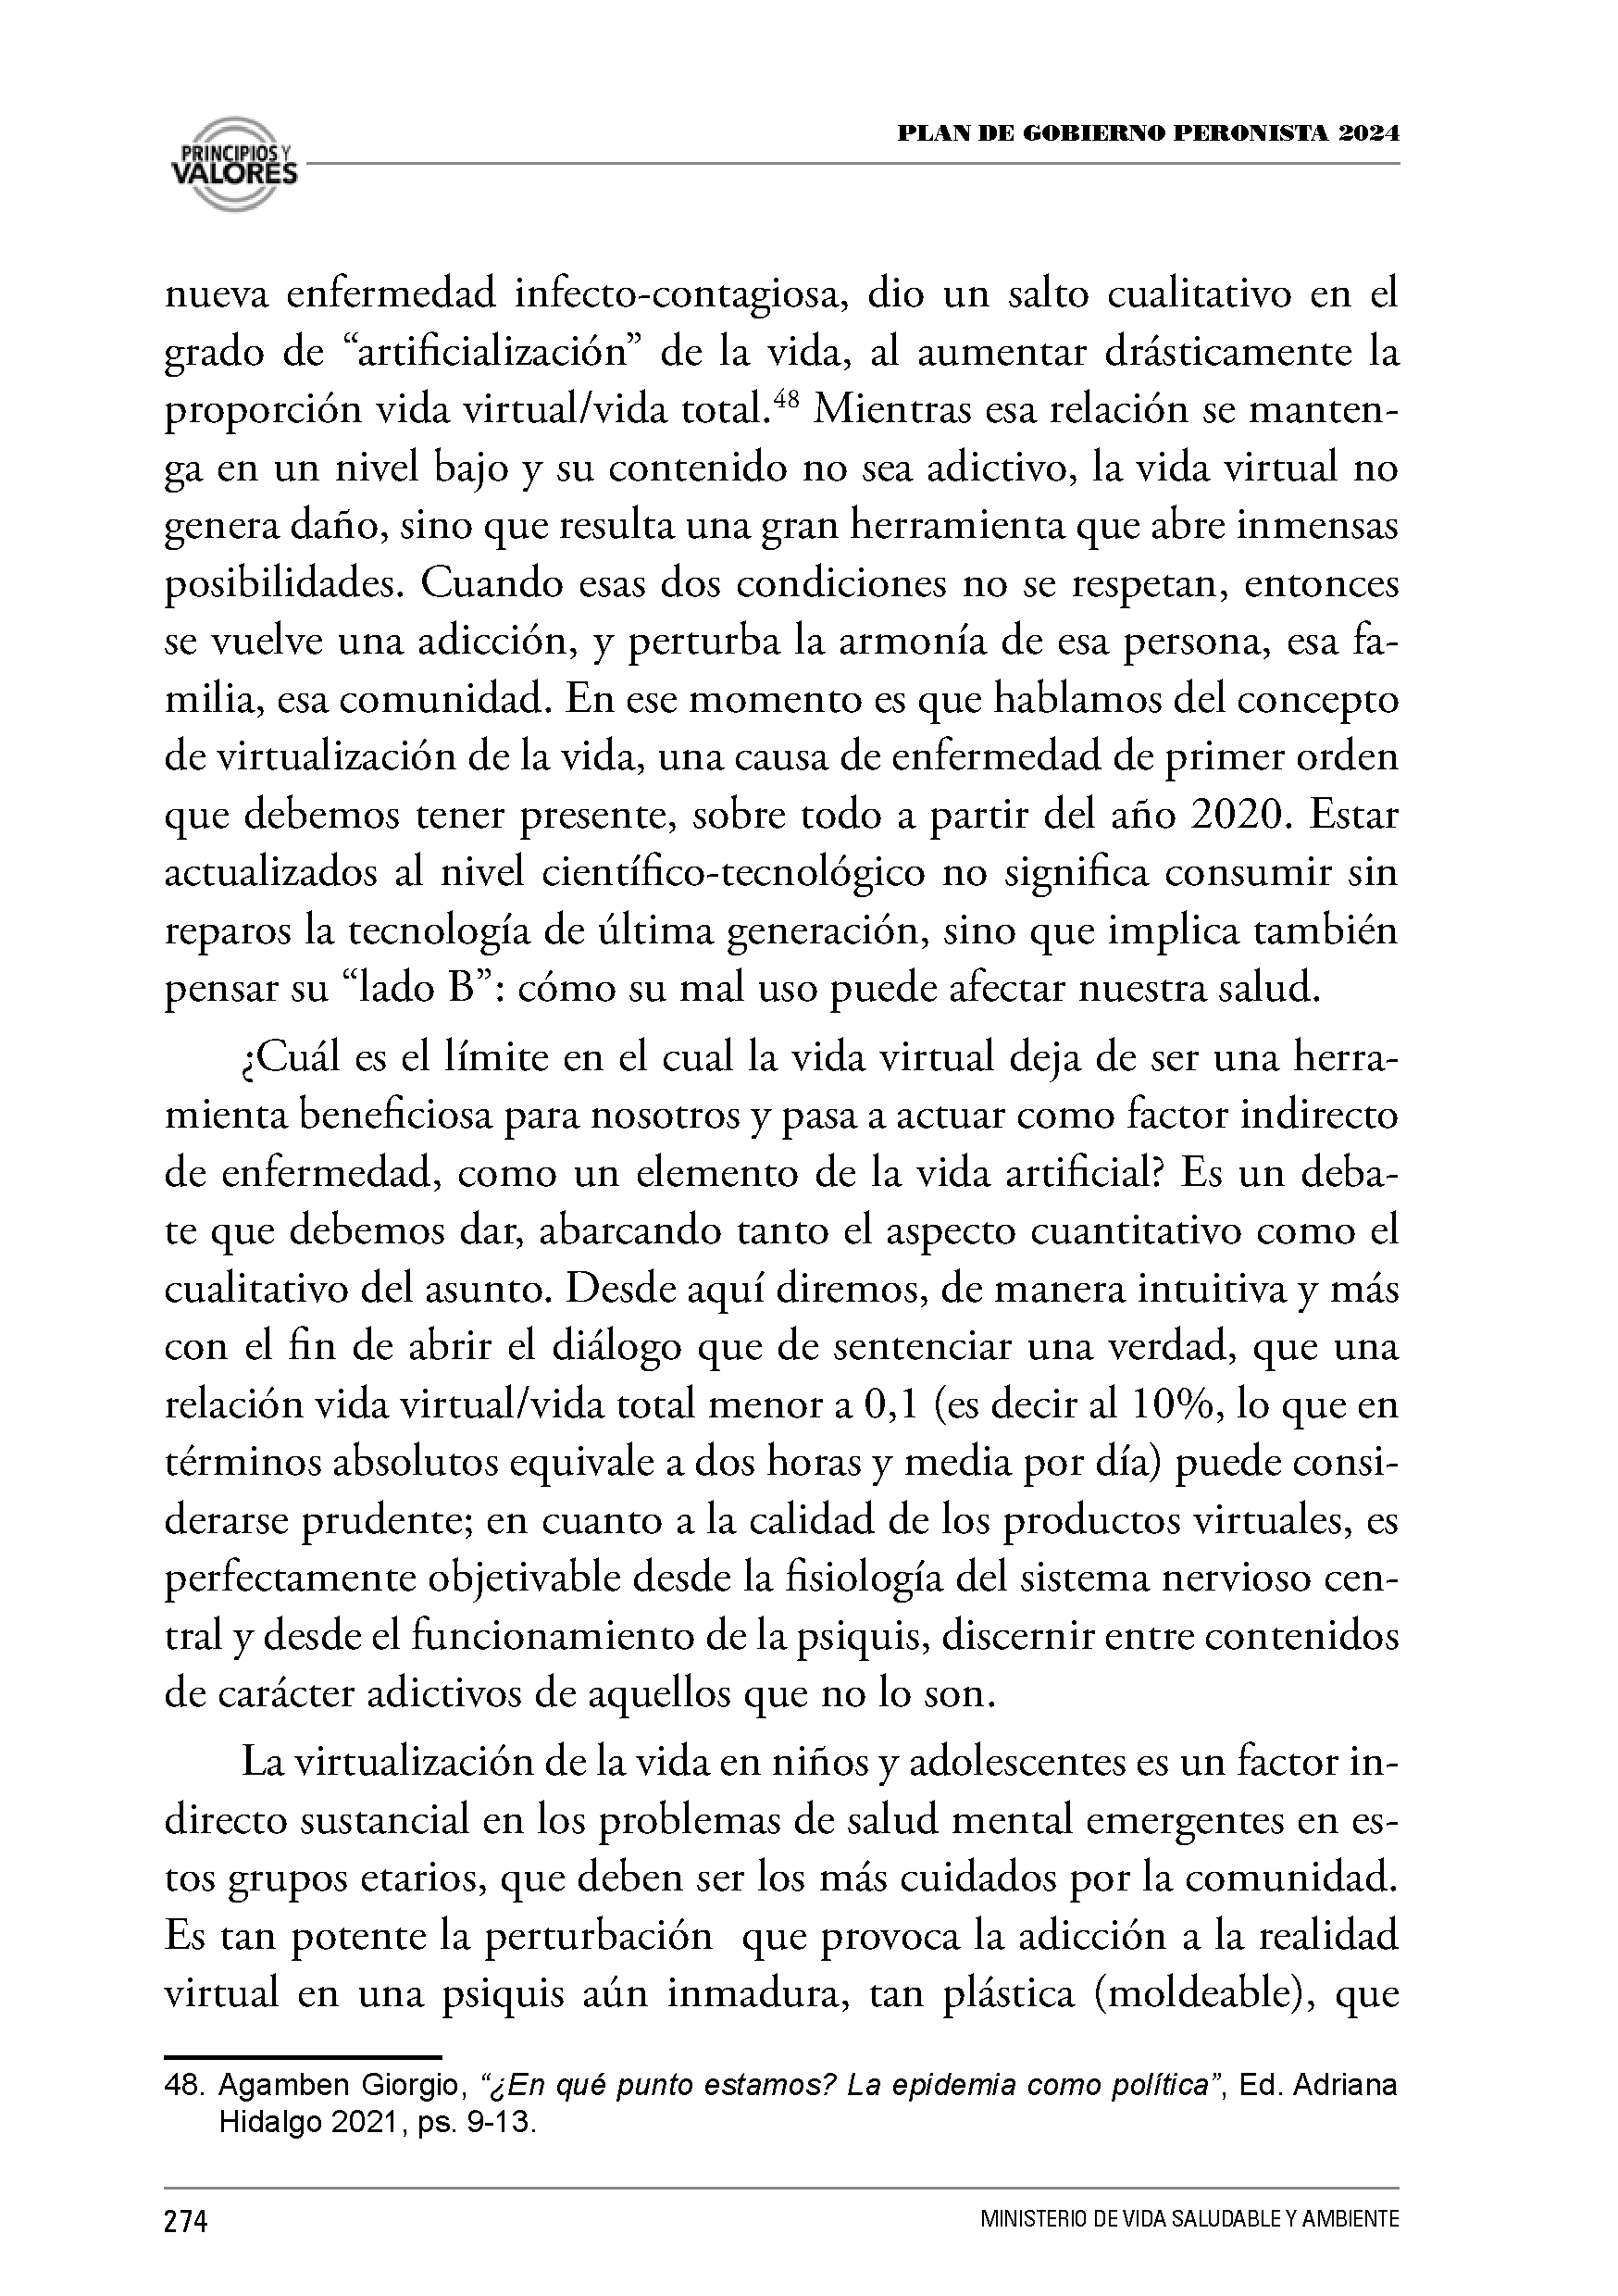 PRINCIPIOS Y
VALORES
PLAN DE GOBIERNO PERONISTA 2024
nueva enfermedad infecto-contagiosa, dio un salto cualitativo en el
grado de “artificialización” de la vida, al aumentar drásticamente la
proporción vida virtual/vida total.48 Mientras esa relación se manten-
ga en un nivel bajo y su contenido no sea adictivo, la vida virtual no
genera daño, sino que resulta una gran herramienta que abre inmensas
posibilidades. Cuando esas dos condiciones no se respetan, entonces
se vuelve una adicción, y perturba la armonía de esa persona, esa fa-
milia, esa comunidad. En ese momento es que hablamos del concepto
de virtualización de la vida, una causa de enfermedad de primer orden
que debemos tener presente, sobre todo a partir del año 2020. Estar
actualizados al nivel científico-tecnológico no significa consumir sin
reparos la tecnología de última generación, sino que implica también
pensar su “lado B”: cómo su mal uso puede afectar nuestra salud.
¿Cuál es el límite en el cual la vida virtual deja de ser una herra-
mienta beneficiosa para nosotros y pasa a actuar como factor indirecto
de enfermedad, como un elemento de la vida artificial? Es un deba-
te que debemos dar, abarcando tanto el aspecto cuantitativo como el
cualitativo del asunto. Desde aquí diremos, de manera intuitiva y más
con el fin de abrir el diálogo que de sentenciar una verdad, que una
relación vida virtual/vida total menor a 0,1 (es decir al 10%, lo que en
términos absolutos equivale a dos horas y media por día) puede consi-
derarse prudente; en cuanto a la calidad de los productos virtuales, es
perfectamente objetivable desde la fisiología del sistema nervioso cen-
tral y desde el funcionamiento de la psiquis, discernir entre contenidos
de carácter adictivos de aquellos que no lo son.
La virtualización de la vida en niños y adolescentes es un factor in-
directo sustancial en los problemas de salud mental emergentes en es-
tos grupos etarios, que deben ser los más cuidados por la comunidad.
Es tan potente la perturbación que provoca la adicción a la realidad
virtual en una psiquis aún inmadura, tan plástica (moldeable), que
48. Agamben Giorgio, “¿En qué punto estamos? La epidemia como política”, Ed. Adriana
Hidalgo 2021, ps. 9-13.
274
MINISTERIO DE VIDA SALUDABLE Y AMBIENTE